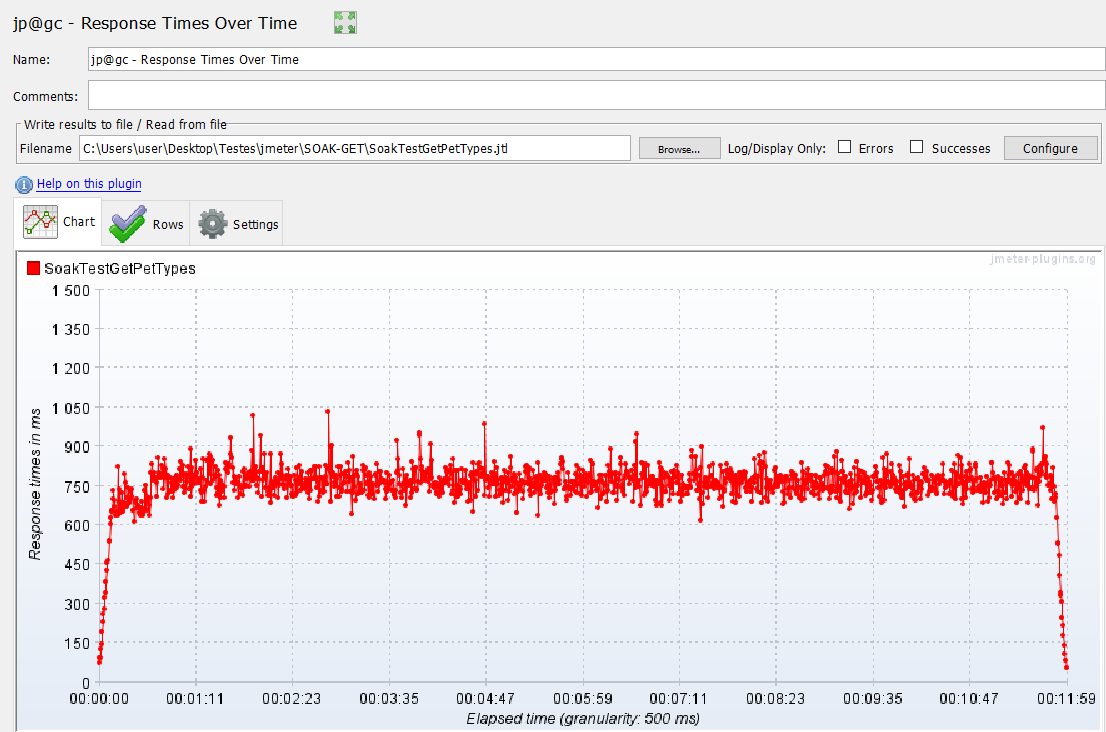 jp@gc - Response Times Over Time
Name: jp@gc - Response Times Over Time
Comments:
Write results to file / Read from file
Filename C:\Users\user\Desktop\Testes\jmeter\SOAK-GET\SoakTestGetPetTypes.jtl Browse... Log/Display Only: Errors Successes Configure
Help on this plugin
Chart Rows Settings
jmeter-plugins.org
SoakTestGetPetTypes
1 500
1 350
1 200
1 050
900
750
600
450
300
150
0
Response times in ms
00:00:00 00:01:11 00:02:23 00:03:35 00:04:47 00:05:59 00:07:11 00:08:23 00:09:35 00:10:47 00:11:59
Elapsed time (granularity: 500 ms)